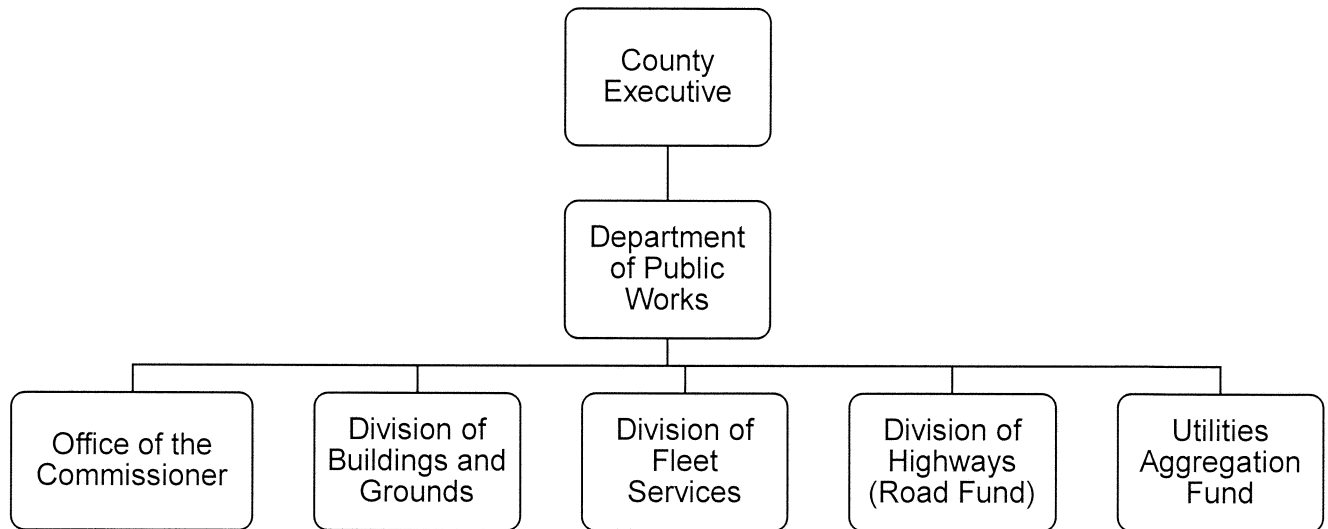 County
Executive
Department
of Public
Works
Office of the
Commissioner
Division of
Buildings and
Grounds
Division of
Fleet
Services
Division of
Highways
(Road Fund)
Utilities
Aggregation
Fund